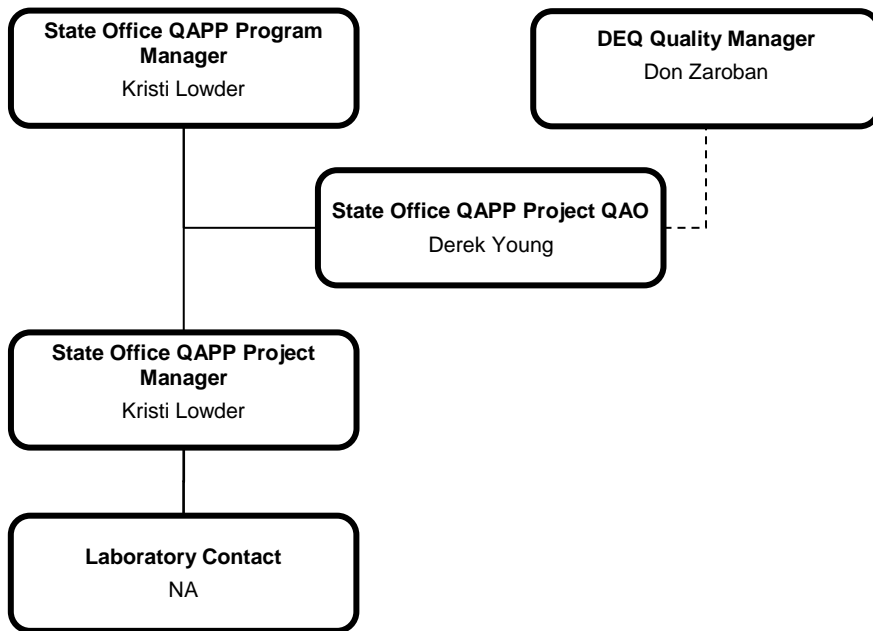 State Office QAPP Program
Manager
Kristi Lowder
DEQ Quality Manager
Don Zaroban
State Office QAPP Project QAO
Derek Young
State Office QAPP Project
Manager
Kristi Lowder
Laboratory Contact
NA